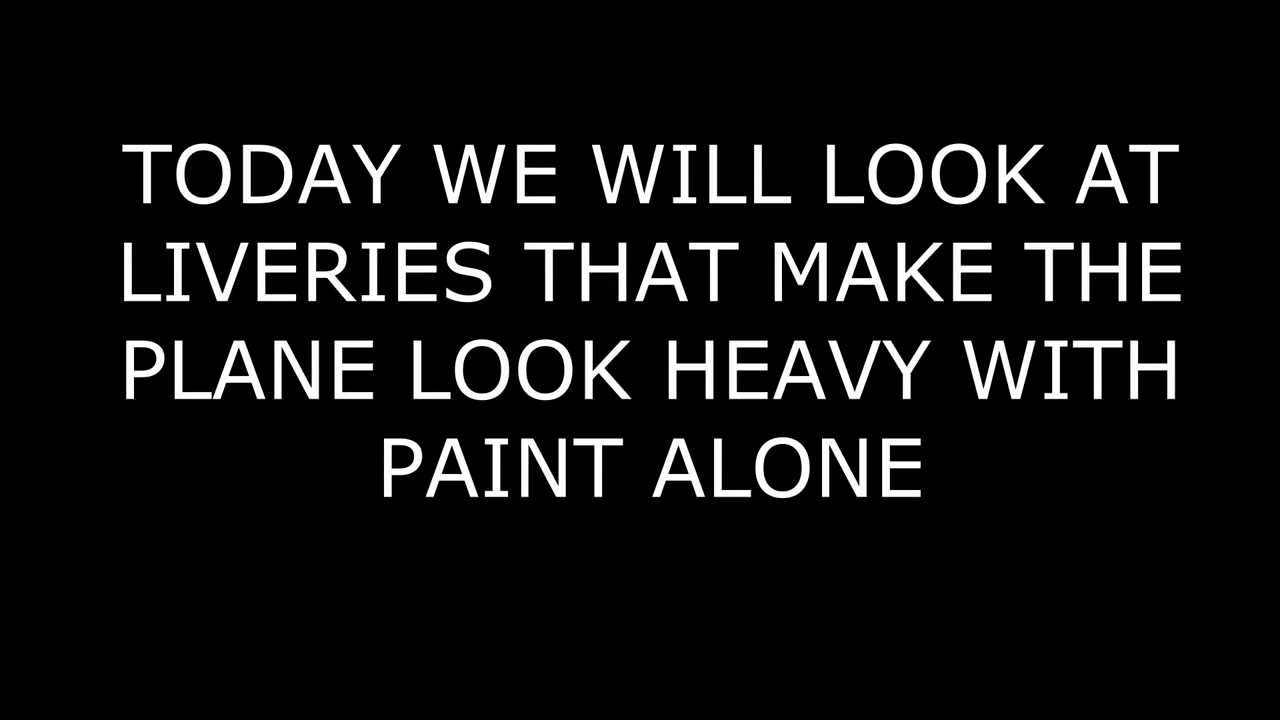 TODAY WE WILL LOOK AT
LIVERIES THAT MAKE THE
PLANE LOOK HEAVY WITH
PAINT ALONE